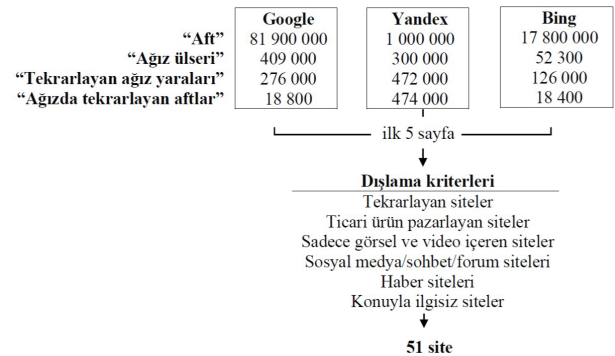 Google Yandex Bing
“Aft” 81 900 000 1 000 000 17 800 000
“Ağız ülseri” 409 000 300 000 52 300
“Tekrarlayan ağız yaraları” 276 000 472 000 126 000
“Ağızda tekrarlayan aftlar” 18 800 474 000 18 400
ilk 5 sayfa
Dışlama kriterleri
Tekrarlayan siteler
Ticari ürün pazarlayan siteler
Sadece görsel ve video içeren siteler
Sosyal medya/sohbet/forum siteleri
Haber siteleri
Konuyla ilgisiz siteler
51 site